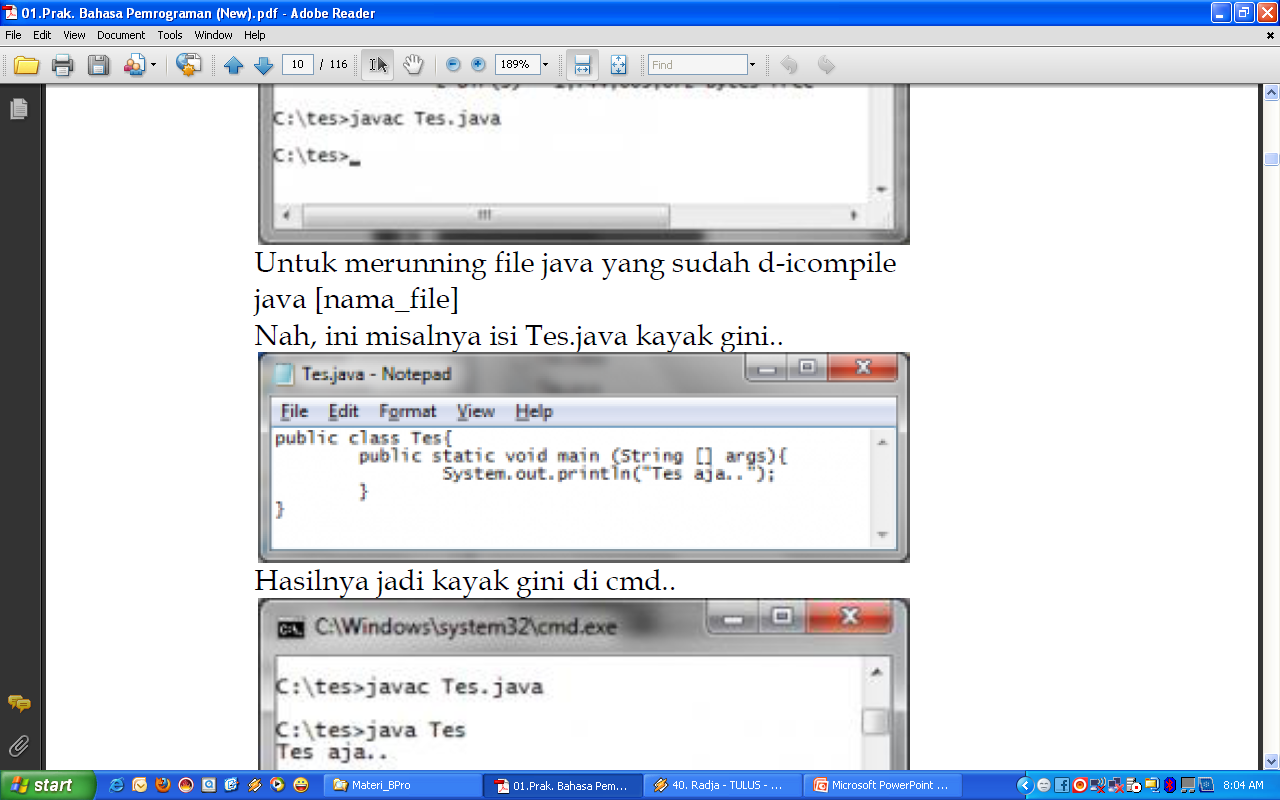 01.Prak. Bahasa Pemrograman (New).pdf - Adobe Reader
File Edit View Document Tools Window Help
10 / 116 189% Find
C:\tes>javac Tes.java
C:\tes>_
Untuk merunning file java yang sudah d-icompile
java [nama_file]
Nah, ini misalnya isi Tes.java kayak gini..
Tes.java - Notepad
File Edit Format View Help
public class Tes{
public static void main (String [] args){
System.out.println("Tes aja..");
}
}
Hasilnya jadi kayak gini di cmd..
C:\Windows\system32\cmd.exe
C:\tes>javac Tes.java
C:\tes>java Tes
Tes aja..
start Materi_BPro 01.Prak. Bahasa Pem... 40. Radja - TULUS - ... Microsoft PowerPoint ... 8:04 AM